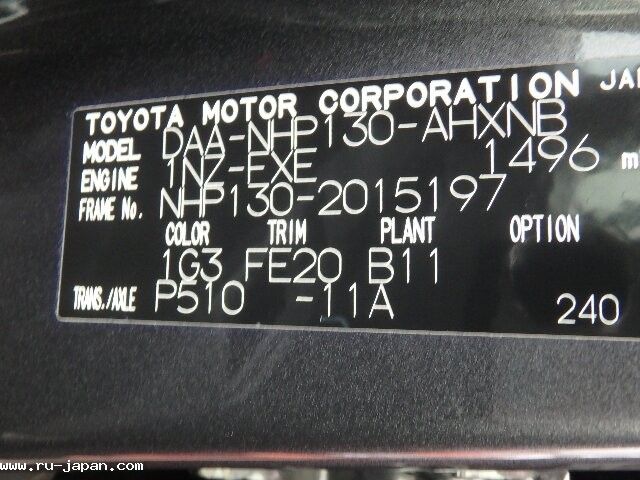 TOYOTA MOTOR CORPORATION JA
MODEL DAA-NHP130-AHXNB
ENGINE 1NZ-EXE 1496 m
FRAME No. NHP130-2015197
COLOR TRIM PLANT OPTION
1G3 FE20 B11
TRANS./AXLE P510 -11A 240
www.ru-japan.com